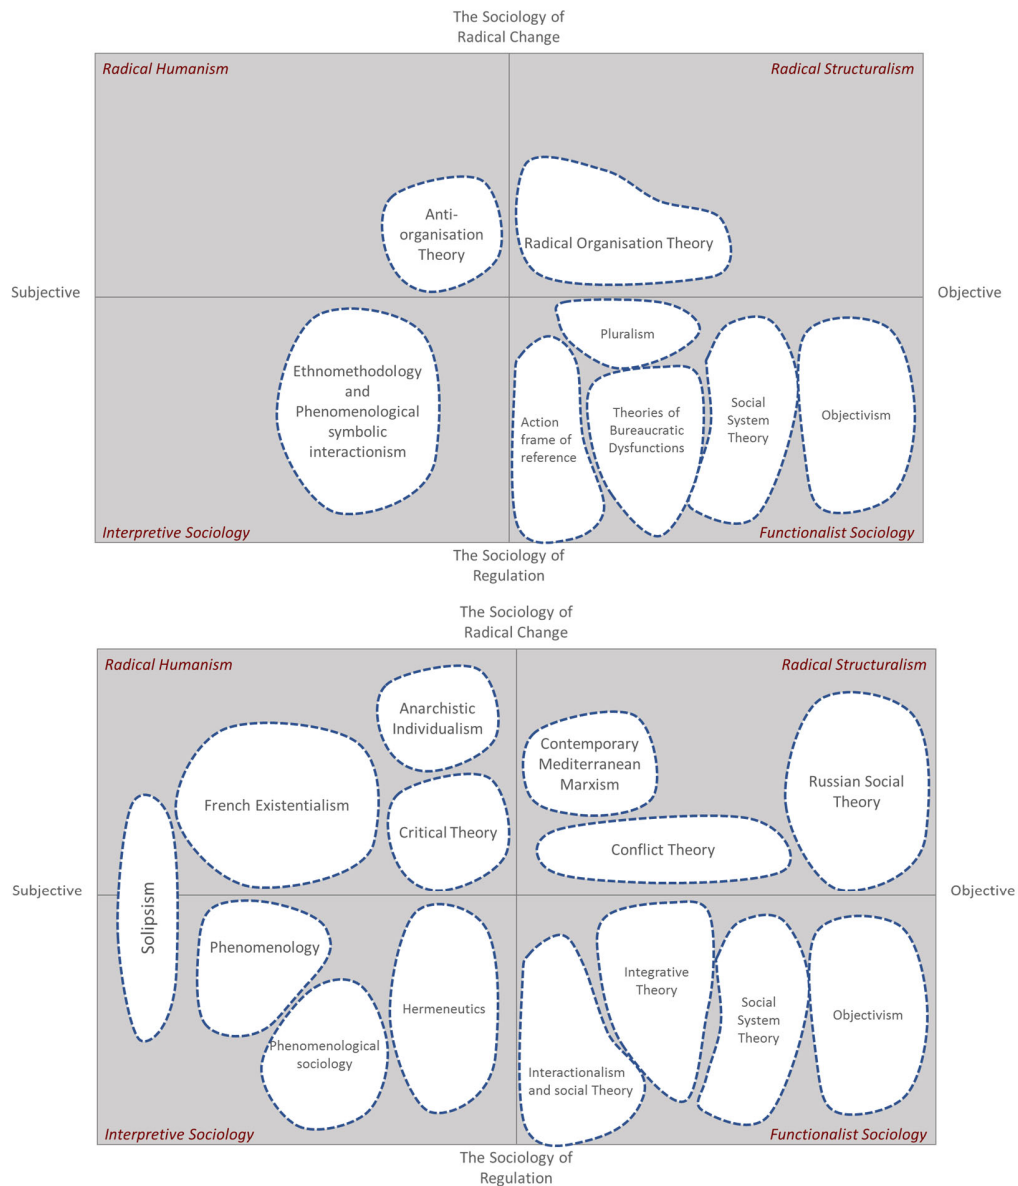 The Sociology of
Radical Change
Radical Humanism
Radical Structuralism
Anti-
organisation
Theory
Radical Organisation Theory
Subjective
Objective
Pluralism
Ethnomethodology
and
Phenomenological
symbolic
interactionism
Action
frame of
reference
Theories of
Bureaucratic
Dysfunctions
Social
System
Theory
Objectivism
Interpretive Sociology
Functionalist Sociology
The Sociology of
Regulation
The Sociology of
Radical Change
Radical Humanism
Radical Structuralism
Anarchistic
Individualism
Contemporary
Mediterranean
Marxism
Russian Social
Theory
French Existentialism
Critical Theory
Conflict Theory
Subjective
Objective
Solipsism
Phenomenology
Phenomenological
sociology
Hermeneutics
Integrative
Theory
Interactionalism
and social Theory
Social
System
Theory
Objectivism
Interpretive Sociology
Functionalist Sociology
The Sociology of
Regulation